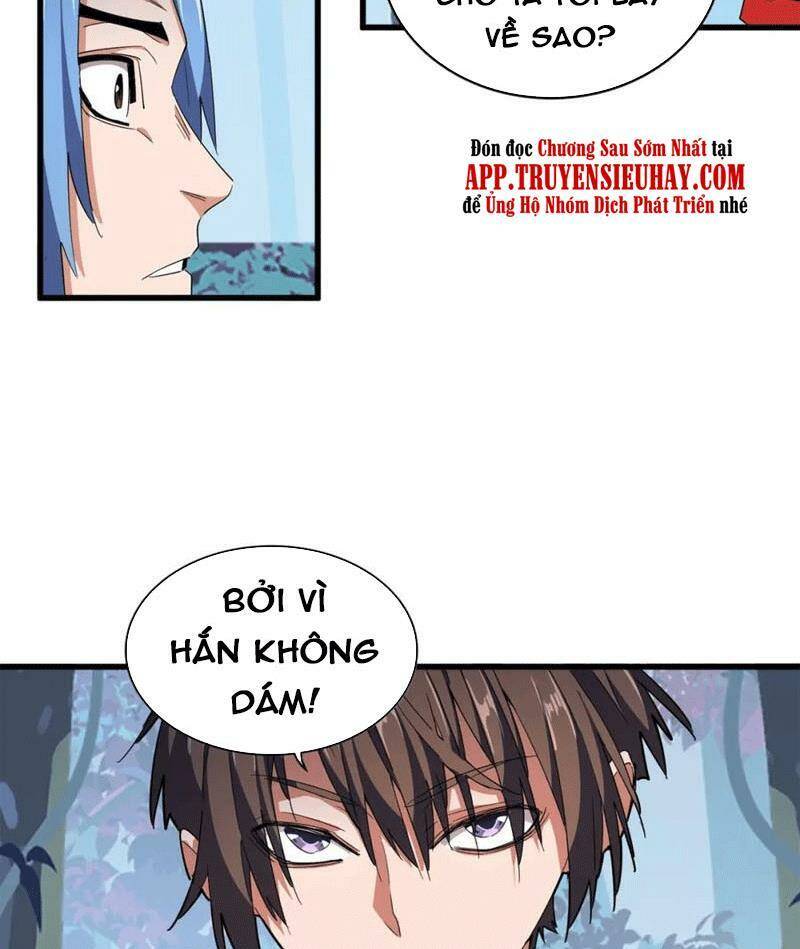 VỀ SAO?
Đón đọc Chương Sau Sớm Nhất tại
APP.TRUYENSIEUHAY.COM
để Ủng Hộ Nhóm Dịch Phát Triển nhé
BỞI VÌ
HẮN KHÔNG
DÁM!